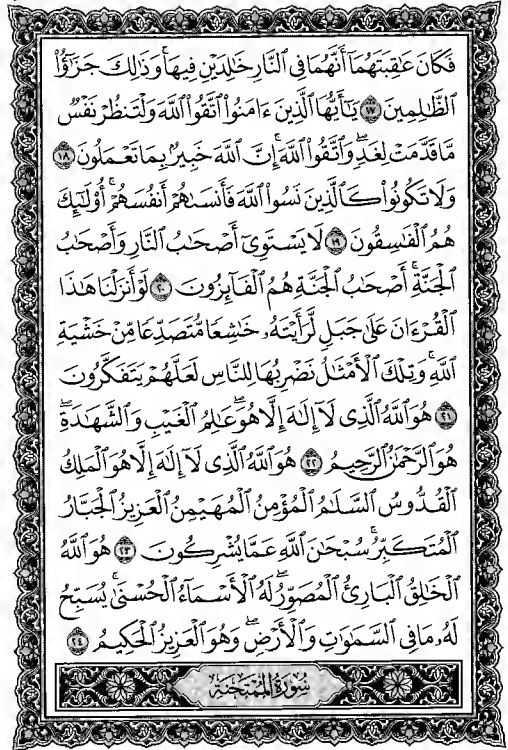 فَكَانَ عَٰقِبَتَهُمَآ أَنَّهُمَا فِي ٱلنَّارِ خَٰلِدَيۡنِ فِيهَاۚ وَذَٰلِكَ جَزَٰٓؤُاْ
ٱلظَّٰلِمِينَ ١٧ يَٰٓأَيُّهَا ٱلَّذِينَ ءَامَنُواْ ٱتَّقُواْ ٱللَّهَ وَلۡتَنظُرۡ نَفۡسٞ
مَّا قَدَّمَتۡ لِغَدٖۖ وَٱتَّقُواْ ٱللَّهَۚ إِنَّ ٱللَّهَ خَبِيرُۢ بِمَا تَعۡمَلُونَ ١٨
وَلَا تَكُونُواْ كَٱلَّذِينَ نَسُواْ ٱللَّهَ فَأَنسَىٰهُمۡ أَنفُسَهُمۡۚ أُوْلَٰٓئِكَ
هُمُ ٱلۡفَٰسِقُونَ ١٩ لَا يَسۡتَوِيٓ أَصۡحَٰبُ ٱلنَّارِ وَأَصۡحَٰبُ
ٱلۡجَنَّةِۚ أَصۡحَٰبُ ٱلۡجَنَّةِ هُمُ ٱلۡفَآئِزُونَ ٢٠ لَوۡ أَنزَلۡنَا هَٰذَا
ٱلۡقُرۡءَانَ عَلَىٰ جَبَلٖ لَّرَأَيۡتَهُۥ خَٰشِعٗا مُّتَصَدِّعٗا مِّنۡ خَشۡيَةِ
ٱللَّهِۚ وَتِلۡكَ ٱلۡأَمۡثَٰلُ نَضۡرِبُهَا لِلنَّاسِ لَعَلَّهُمۡ يَتَفَكَّرُونَ
٢١ هُوَ ٱللَّهُ ٱلَّذِي لَآ إِلَٰهَ إِلَّا هُوَۖ عَٰلِمُ ٱلۡغَيۡبِ وَٱلشَّهَٰدَةِۖ
هُوَ ٱلرَّحۡمَٰنُ ٱلرَّحِيمُ ٢٢ هُوَ ٱللَّهُ ٱلَّذِي لَآ إِلَٰهَ إِلَّا هُوَ ٱلۡمَلِكُ
ٱلۡقُدُّوسُ ٱلسَّلَٰمُ ٱلۡمُؤۡمِنُ ٱلۡمُهَيۡمِنُ ٱلۡعَزِيزُ ٱلۡجَبَّارُ
ٱلۡمُتَكَبِّرُۚ سُبۡحَٰنَ ٱللَّهِ عَمَّا يُشۡرِكُونَ ٢٣ هُوَ ٱللَّهُ
ٱلۡخَٰلِقُ ٱلۡبَارِئُ ٱلۡمُصَوِّرُۖ لَهُ ٱلۡأَسۡمَآءُ ٱلۡحُسۡنَىٰۚ يُسَبِّحُ
لَهُۥ مَا فِي ٱلسَّمَٰوَٰتِ وَٱلۡأَرۡضِۖ وَهُوَ ٱلۡعَزِيزُ ٱلۡحَكِيمُ ٢٤
سُورَةُ الْمُمْتَحَنَةِ